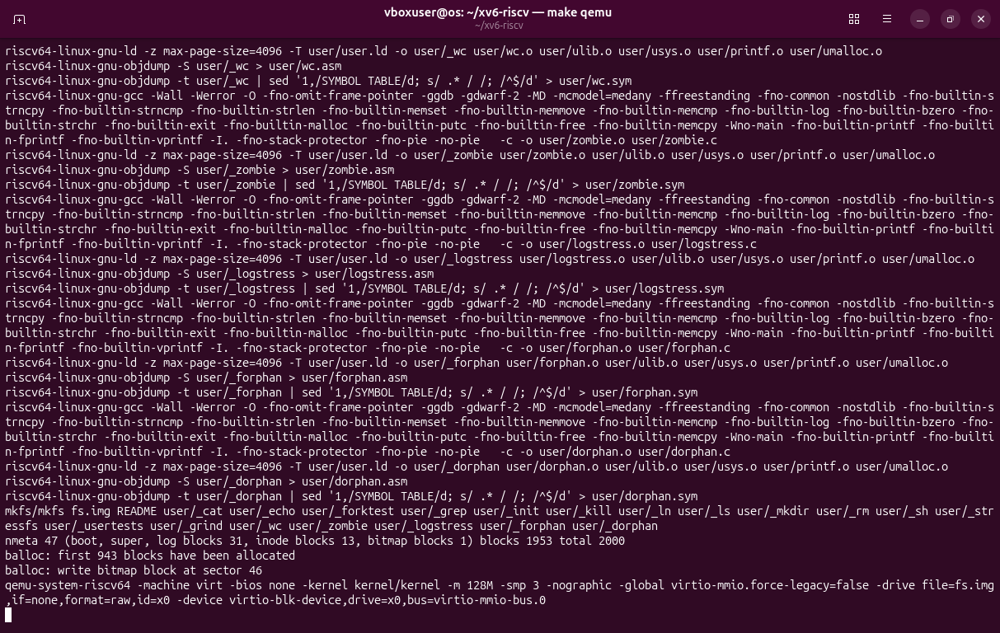 vboxuser@os: ~/xv6-riscv — make qemu
~/xv6-riscv
riscv64-linux-gnu-ld -z max-page-size=4096 -T user/user.ld -o user/_wc user/wc.o user/ulib.o user/usys.o user/printf.o user/umalloc.o
riscv64-linux-gnu-objdump -S user/_wc > user/wc.asm
riscv64-linux-gnu-objdump -t user/_wc | sed '1,/SYMBOL TABLE/d; s/ .* / /; /^$/d' > user/wc.sym
riscv64-linux-gnu-gcc -Wall -Werror -O -fno-omit-frame-pointer -ggdb -gdwarf-2 -MD -mcmodel=medany -ffreestanding -fno-common -nostdlib -fno-builtin-s
trncpy -fno-builtin-strncmp -fno-builtin-strlen -fno-builtin-memset -fno-builtin-memmove -fno-builtin-memcmp -fno-builtin-log -fno-builtin-bzero -fno-
builtin-strchr -fno-builtin-exit -fno-builtin-malloc -fno-builtin-putc -fno-builtin-free -fno-builtin-memcpy -Wno-main -fno-builtin-printf -fno-builti
n-fprintf -fno-builtin-vprintf -I. -fno-stack-protector -fno-pie -no-pie   -c -o user/zombie.o user/zombie.c
riscv64-linux-gnu-ld -z max-page-size=4096 -T user/user.ld -o user/_zombie user/zombie.o user/ulib.o user/usys.o user/printf.o user/umalloc.o
riscv64-linux-gnu-objdump -S user/_zombie > user/zombie.asm
riscv64-linux-gnu-objdump -t user/_zombie | sed '1,/SYMBOL TABLE/d; s/ .* / /; /^$/d' > user/zombie.sym
riscv64-linux-gnu-gcc -Wall -Werror -O -fno-omit-frame-pointer -ggdb -gdwarf-2 -MD -mcmodel=medany -ffreestanding -fno-common -nostdlib -fno-builtin-s
trncpy -fno-builtin-strncmp -fno-builtin-strlen -fno-builtin-memset -fno-builtin-memmove -fno-builtin-memcmp -fno-builtin-log -fno-builtin-bzero -fno-
builtin-strchr -fno-builtin-exit -fno-builtin-malloc -fno-builtin-putc -fno-builtin-free -fno-builtin-memcpy -Wno-main -fno-builtin-printf -fno-builti
n-fprintf -fno-builtin-vprintf -I. -fno-stack-protector -fno-pie -no-pie   -c -o user/logstress.o user/logstress.c
riscv64-linux-gnu-ld -z max-page-size=4096 -T user/user.ld -o user/_logstress user/logstress.o user/ulib.o user/usys.o user/printf.o user/umalloc.o
riscv64-linux-gnu-objdump -S user/_logstress > user/logstress.asm
riscv64-linux-gnu-objdump -t user/_logstress | sed '1,/SYMBOL TABLE/d; s/ .* / /; /^$/d' > user/logstress.sym
riscv64-linux-gnu-gcc -Wall -Werror -O -fno-omit-frame-pointer -ggdb -gdwarf-2 -MD -mcmodel=medany -ffreestanding -fno-common -nostdlib -fno-builtin-s
trncpy -fno-builtin-strncmp -fno-builtin-strlen -fno-builtin-memset -fno-builtin-memmove -fno-builtin-memcmp -fno-builtin-log -fno-builtin-bzero -fno-
builtin-strchr -fno-builtin-exit -fno-builtin-malloc -fno-builtin-putc -fno-builtin-free -fno-builtin-memcpy -Wno-main -fno-builtin-printf -fno-builti
n-fprintf -fno-builtin-vprintf -I. -fno-stack-protector -fno-pie -no-pie   -c -o user/forphan.o user/forphan.c
riscv64-linux-gnu-ld -z max-page-size=4096 -T user/user.ld -o user/_forphan user/forphan.o user/ulib.o user/usys.o user/printf.o user/umalloc.o
riscv64-linux-gnu-objdump -S user/_forphan > user/forphan.asm
riscv64-linux-gnu-objdump -t user/_forphan | sed '1,/SYMBOL TABLE/d; s/ .* / /; /^$/d' > user/forphan.sym
riscv64-linux-gnu-gcc -Wall -Werror -O -fno-omit-frame-pointer -ggdb -gdwarf-2 -MD -mcmodel=medany -ffreestanding -fno-common -nostdlib -fno-builtin-s
trncpy -fno-builtin-strncmp -fno-builtin-strlen -fno-builtin-memset -fno-builtin-memmove -fno-builtin-memcmp -fno-builtin-log -fno-builtin-bzero -fno-
builtin-strchr -fno-builtin-exit -fno-builtin-malloc -fno-builtin-putc -fno-builtin-free -fno-builtin-memcpy -Wno-main -fno-builtin-printf -fno-builti
n-fprintf -fno-builtin-vprintf -I. -fno-stack-protector -fno-pie -no-pie   -c -o user/dorphan.o user/dorphan.c
riscv64-linux-gnu-ld -z max-page-size=4096 -T user/user.ld -o user/_dorphan user/dorphan.o user/ulib.o user/usys.o user/printf.o user/umalloc.o
riscv64-linux-gnu-objdump -S user/_dorphan > user/dorphan.asm
riscv64-linux-gnu-objdump -t user/_dorphan | sed '1,/SYMBOL TABLE/d; s/ .* / /; /^$/d' > user/dorphan.sym
mkfs/mkfs fs.img README user/_cat user/_echo user/_forktest user/_grep user/_init user/_kill user/_ln user/_ls user/_mkdir user/_rm user/_sh user/_str
essfs user/_usertests user/_grind user/_wc user/_zombie user/_logstress user/_forphan user/_dorphan
nmeta 47 (boot, super, log blocks 31, inode blocks 13, bitmap blocks 1) blocks 1953 total 2000
balloc: first 943 blocks have been allocated
balloc: write bitmap block at sector 46
qemu-system-riscv64 -machine virt -bios none -kernel kernel/kernel -m 128M -smp 3 -nographic -global virtio-mmio.force-legacy=false -drive file=fs.img
,if=none,format=raw,id=x0 -device virtio-blk-device,drive=x0,bus=virtio-mmio-bus.0